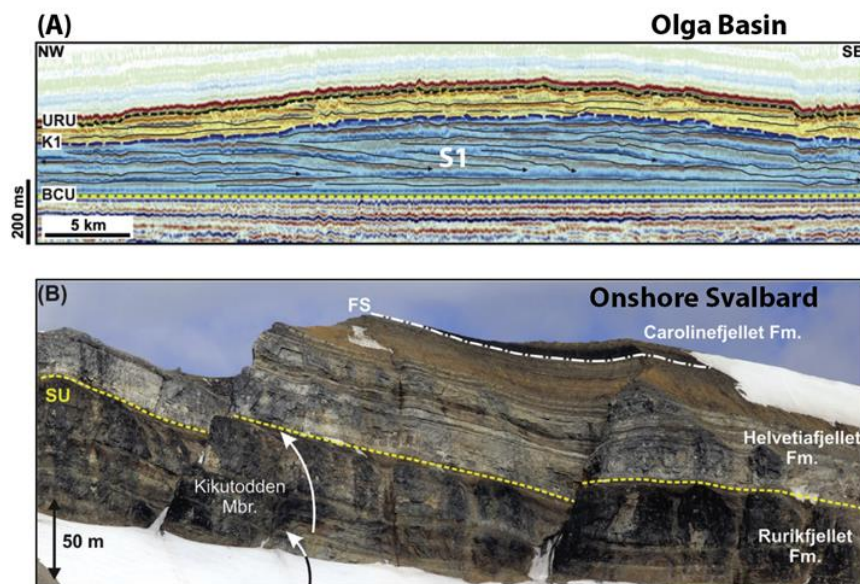 (A)
Olga Basin
NW
SE
URU
K1
S1
BCU
200 ms
5 km
(B)
Onshore Svalbard
FS
Carolinefjellet Fm.
SU
Helvetiafjellet
Fm.
Kikutodden
Mbr.
50 m
Rurikfjellet
Fm.